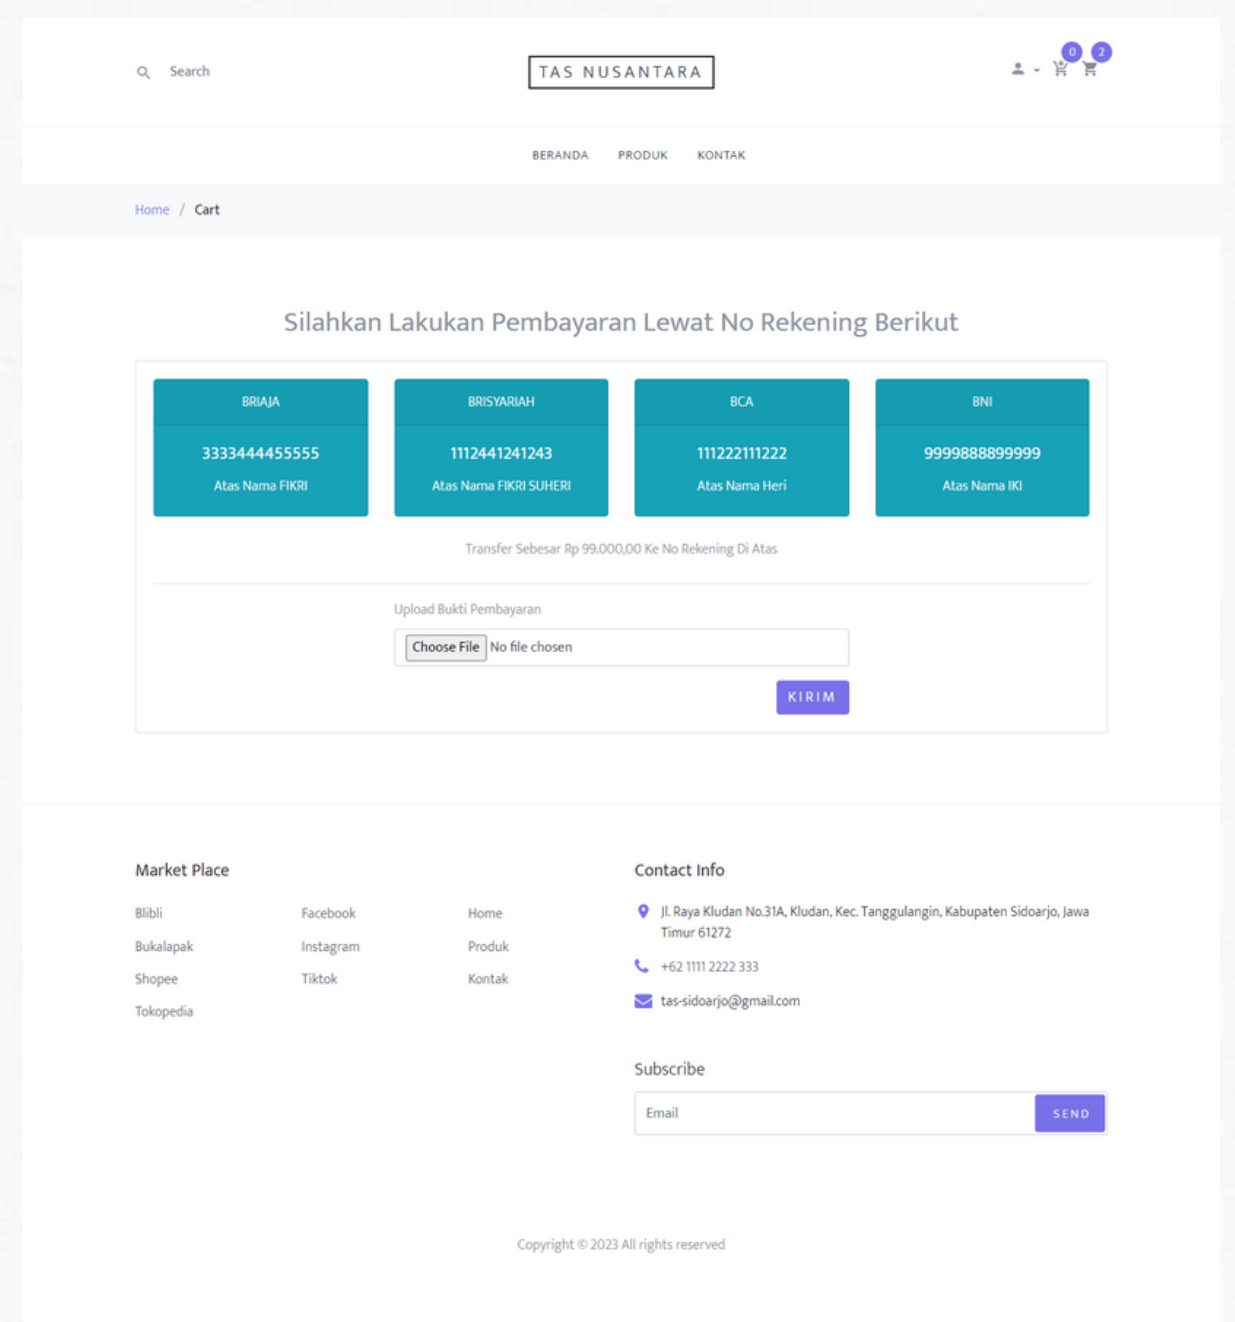 Search
TAS NUSANTARA
0 2
BERANDA PRODUK KONTAK
Home / Cart
Silahkan Lakukan Pembayaran Lewat No Rekening Berikut
BRIAJA
3333444455555
Atas Nama FIKRI
BRISYARIAH
1112441241243
Atas Nama FIKRI SUHERI
BCA
111222111222
Atas Nama Heri
BNI
9999888899999
Atas Nama IKI
Transfer Sebesar Rp 99.000,00 Ke No Rekening Di Atas
Upload Bukti Pembayaran
Choose File No file chosen
KIRIM
Market Place
Blibli
Bukalapak
Shopee
Tokopedia
Facebook
Instagram
Tiktok
Home
Produk
Kontak
Contact Info
Jl. Raya Kludan No.31A, Kludan, Kec. Tanggulangin, Kabupaten Sidoarjo, Jawa
Timur 61272
+62 1111 2222 333
tas-sidoarjo@gmail.com
Subscribe
Email SEND
Copyright © 2023 All rights reserved